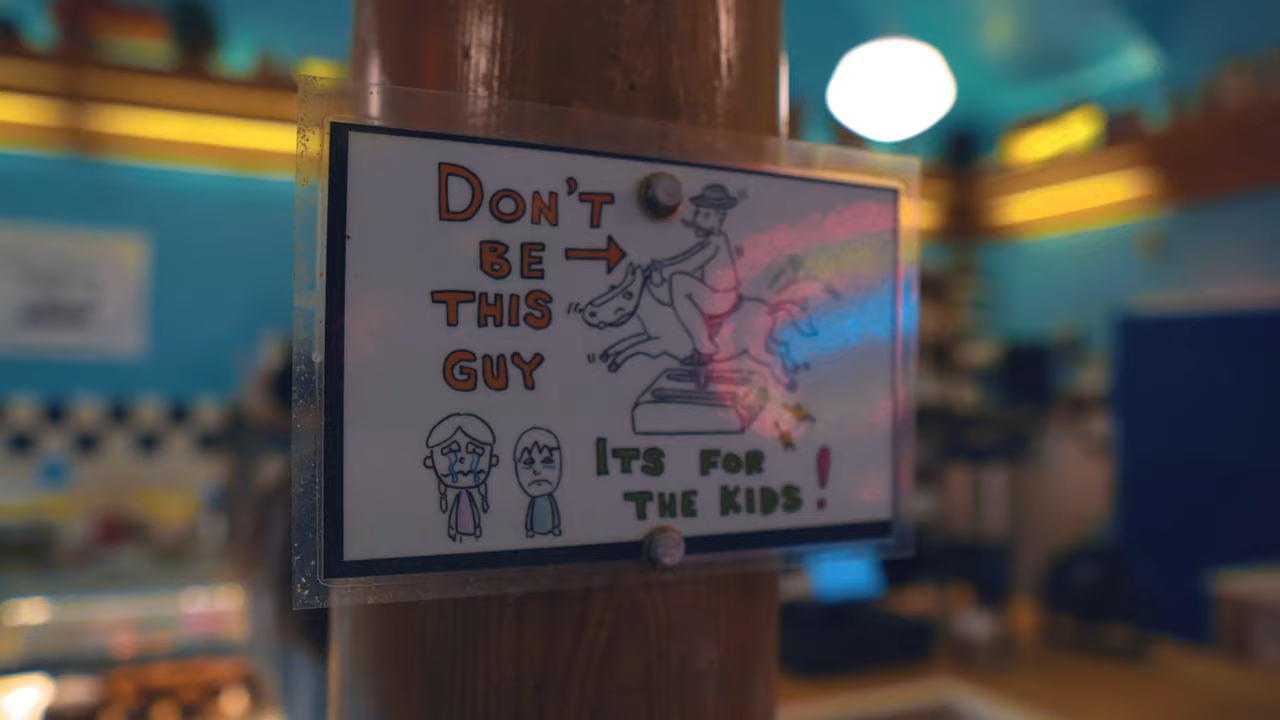 DON'T
BE
THIS
GUY
ITS FOR
THE KIDS!